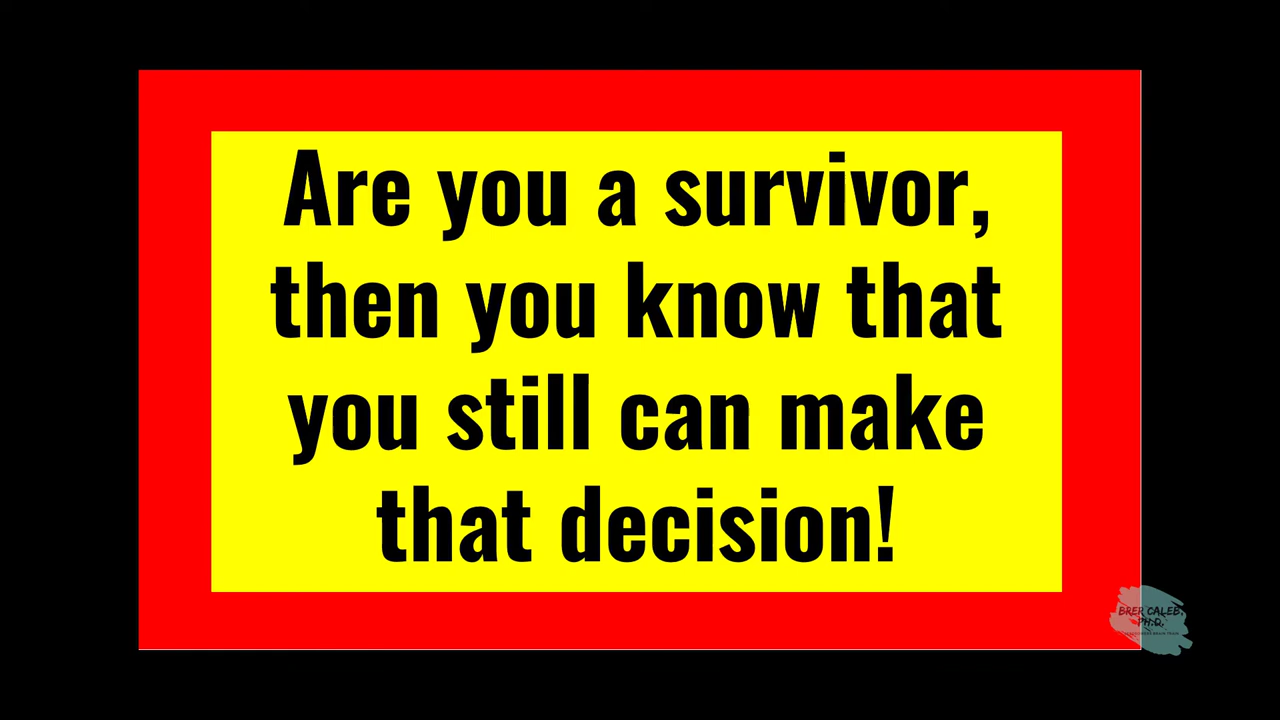 Are you a survivor,
then you know that
you still can make
that decision!
BRER CALEB,
PH.D.